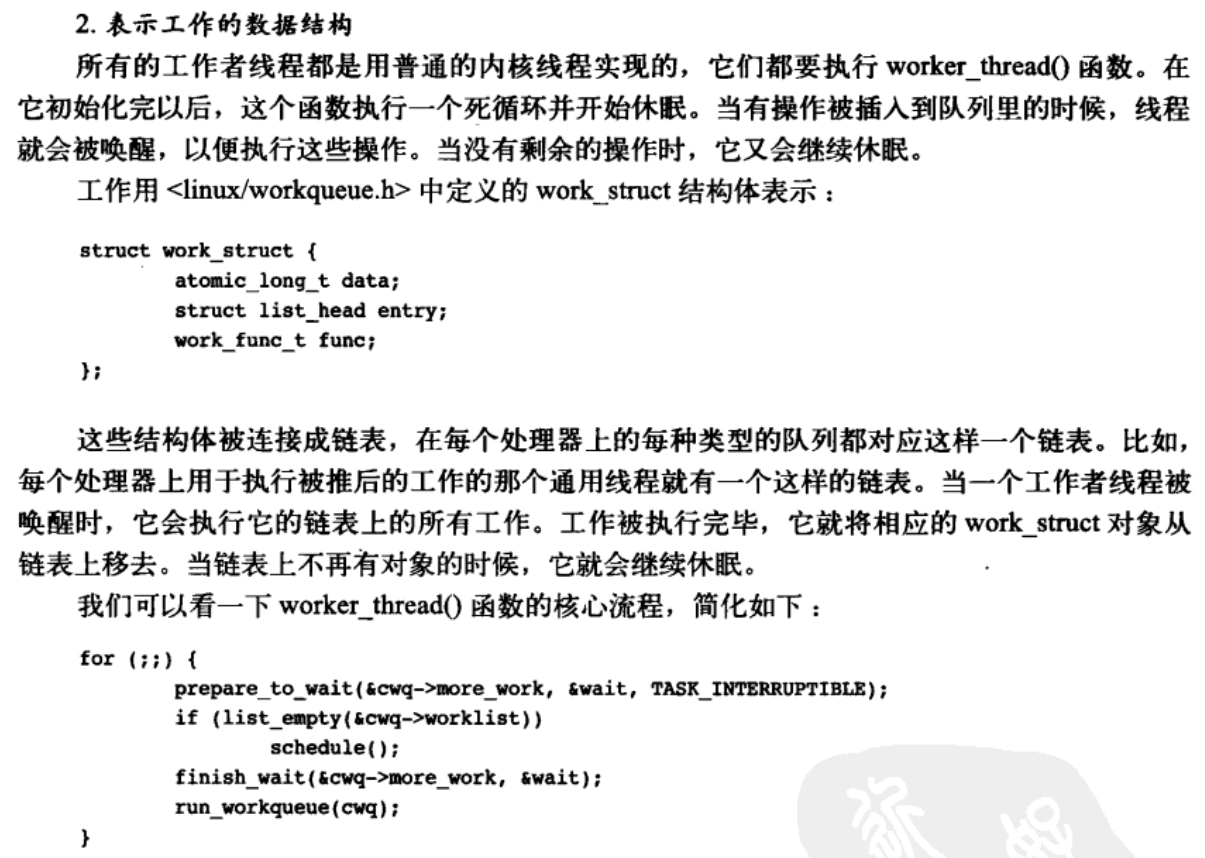 2. 表示工作的数据结构
所有的工作者线程都是用普通的内核线程实现的，它们都要执行 worker_thread() 函数。在
它初始化完以后，这个函数执行一个死循环并开始休眠。当有操作被插入到队列里的时候，线程
就会被唤醒，以便执行这些操作。当没有剩余的操作时，它又会继续休眠。
工作用 <linux/workqueue.h> 中定义的 work_struct 结构体表示：
struct work_struct {
atomic_long_t data;
struct list_head entry;
work_func_t func;
};
这些结构体被连接成链表，在每个处理器上的每种类型的队列都对应这样一个链表。比如，
每个处理器上用于执行被推后的工作的那个通用线程就有一个这样的链表。当一个工作者线程被
唤醒时，它会执行它的链表上的所有工作。工作被执行完毕，它就将相应的 work_struct 对象从
链表上移去。当链表上不再有对象的时候，它就会继续休眠。
我们可以看一下 worker_thread() 函数的核心流程，简化如下：
for (;;) {
prepare_to_wait(&cwq->more_work, &wait, TASK_INTERRUPTIBLE);
if (list_empty(&cwq->worklist))
schedule();
finish_wait(&cwq->more_work, &wait);
run_workqueue(cwq);
}